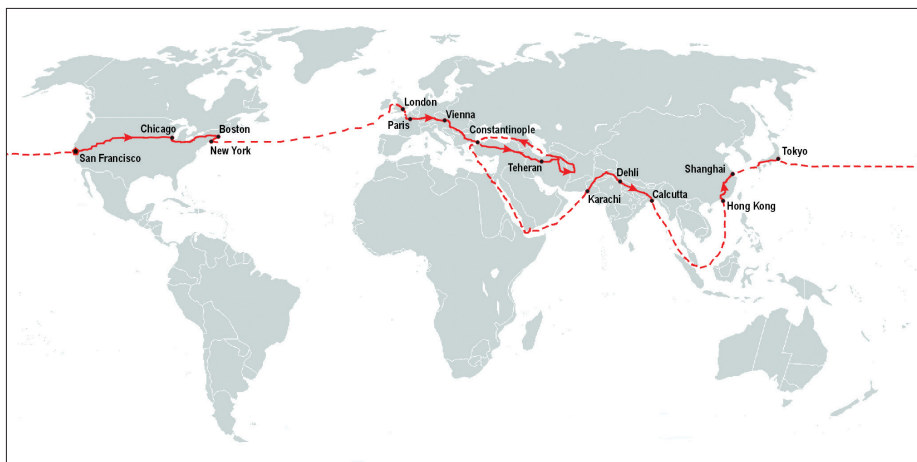 London
Chicago
Boston
Vienna
Paris
Constantinople
New York
Tokyo
San Francisco
Teheran
Dehli
Shanghai
Karachi
Calcutta
Hong Kong